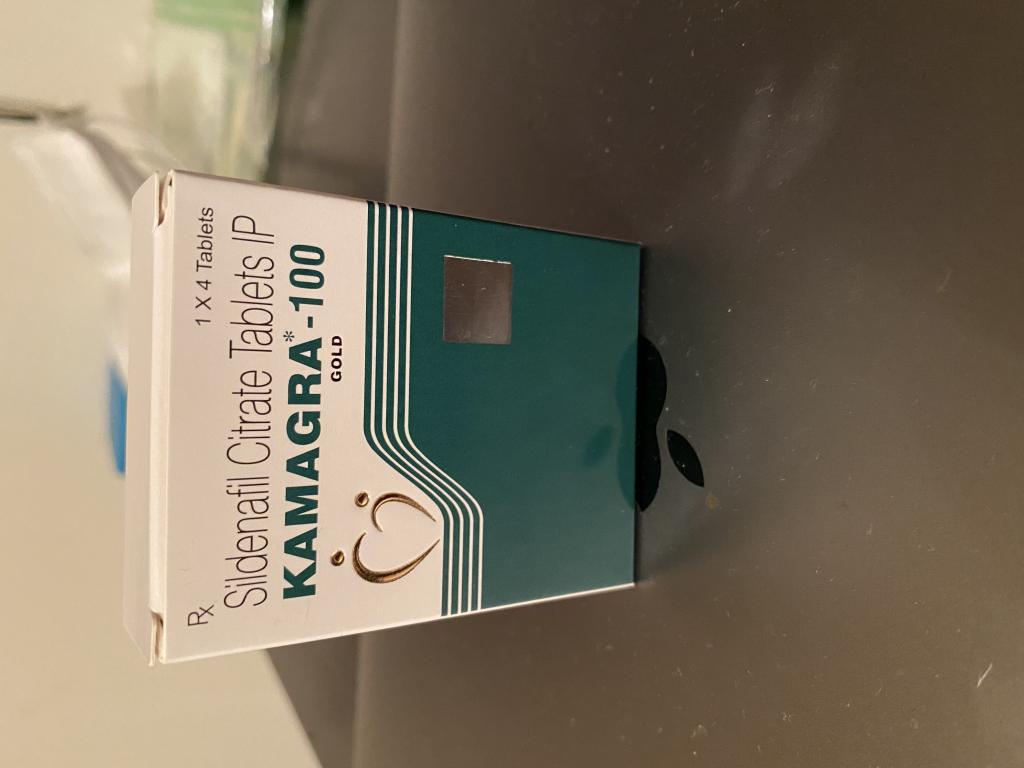 1 X 4 Tablets
Rx
Sildenafil Citrate Tablets IP
KAMAGRA*-100
GOLD